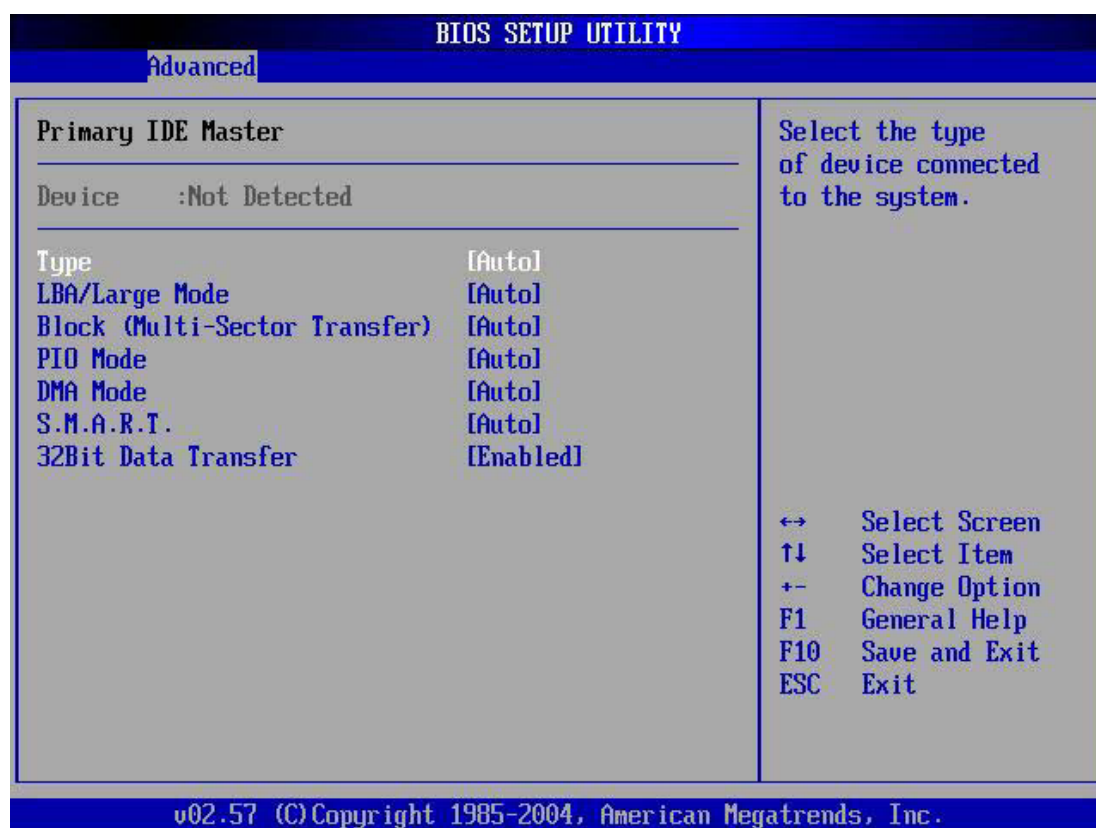 BIOS SETUP UTILITY
Advanced
Primary IDE Master
Device :Not Detected
Type [Auto]
LBA/Large Mode [Auto]
Block (Multi-Sector Transfer) [Auto]
PIO Mode [Auto]
DMA Mode [Auto]
S.M.A.R.T. [Auto]
32Bit Data Transfer [Enabled]
Select the type
of device connected
to the system.
←→ Select Screen
↑↓ Select Item
+- Change Option
F1 General Help
F10 Save and Exit
ESC Exit
v02.57 (C)Copyright 1985-2004, American Megatrends, Inc.